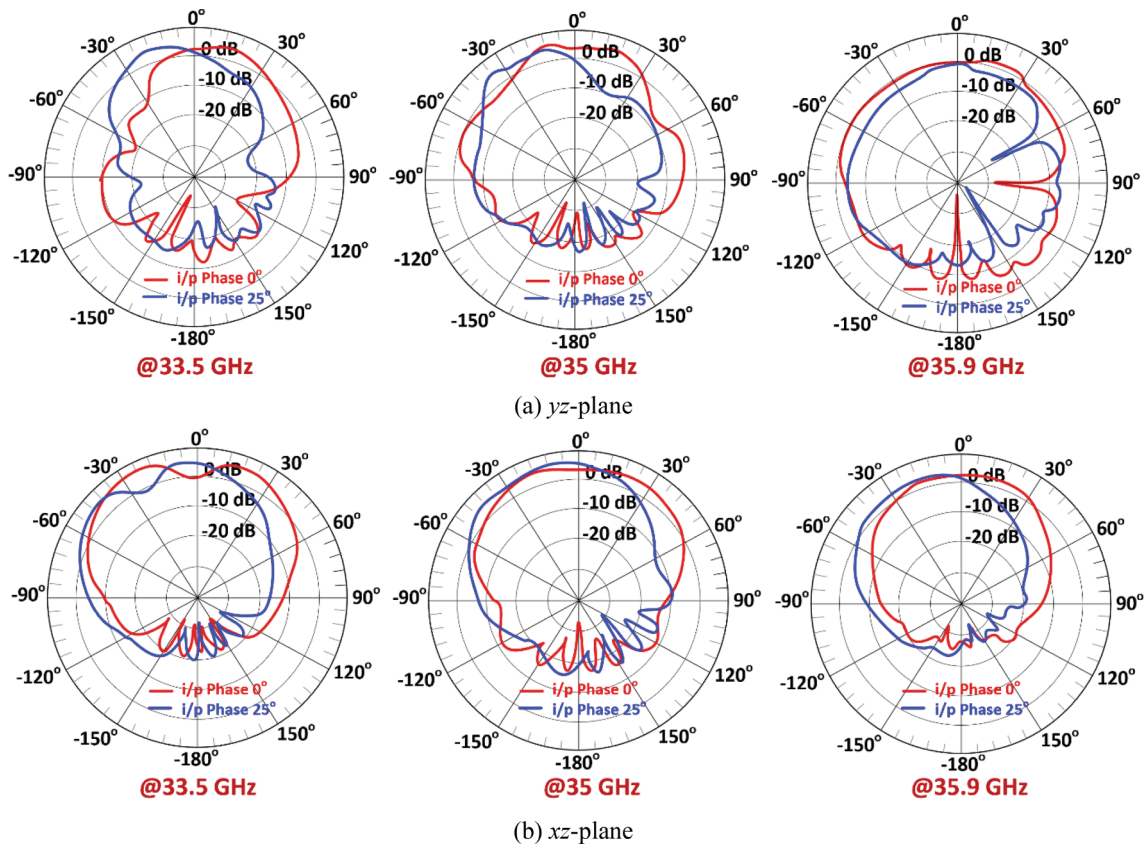 0°
-30° 30°
0 dB
-10 dB
-20 dB
-60° 60°
-90° 90°
-120° 120°
i/p Phase 0°
i/p Phase 25°
-150° 150°
-180°
@33.5 GHz
0°
-30° 30°
0 dB
-10 dB
-20 dB
-60° 60°
-90° 90°
-120° 120°
i/p Phase 0°
i/p Phase 25°
-150° 150°
-180°
@35 GHz
0°
-30° 30°
0 dB
-10 dB
-20 dB
-60° 60°
-90° 90°
-120° 120°
i/p Phase 0°
i/p Phase 25°
-150° 150°
-180°
@35.9 GHz
(a) yz-plane
0°
-30° 30°
0 dB
-10 dB
-20 dB
-60° 60°
-90° 90°
-120° 120°
i/p Phase 0°
i/p Phase 25°
-150° 150°
-180°
@33.5 GHz
0°
-30° 30°
0 dB
-10 dB
-20 dB
-60° 60°
-90° 90°
-120° 120°
i/p Phase 0°
i/p Phase 25°
-150° 150°
-180°
@35 GHz
0°
-30° 30°
0 dB
-10 dB
-20 dB
-60° 60°
-90° 90°
-120° 120°
i/p Phase 0°
i/p Phase 25°
-150° 150°
-180°
@35.9 GHz
(b) xz-plane